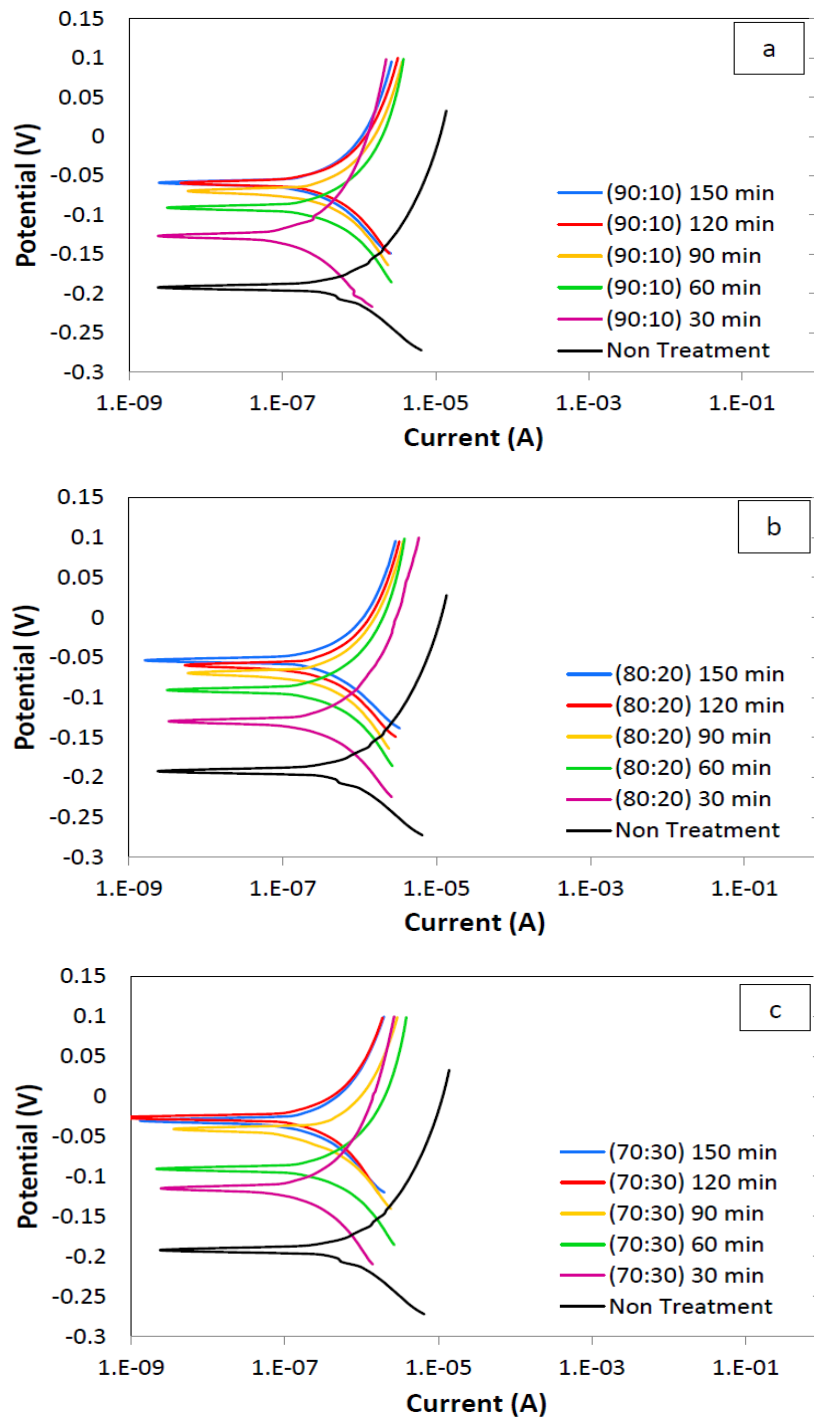 a
0.15
0.1
0.05
0
-0.05
-0.1
-0.15
-0.2
-0.25
-0.3
Potential (V)
(90:10) 150 min
(90:10) 120 min
(90:10) 90 min
(90:10) 60 min
(90:10) 30 min
Non Treatment
1.E-09 1.E-07 1.E-05 1.E-03 1.E-01
Current (A)
b
0.15
0.1
0.05
0
-0.05
-0.1
-0.15
-0.2
-0.25
-0.3
Potential (V)
(80:20) 150 min
(80:20) 120 min
(80:20) 90 min
(80:20) 60 min
(80:20) 30 min
Non Treatment
1.E-09 1.E-07 1.E-05 1.E-03 1.E-01
Current (A)
c
0.15
0.1
0.05
0
-0.05
-0.1
-0.15
-0.2
-0.25
-0.3
Potential (V)
(70:30) 150 min
(70:30) 120 min
(70:30) 90 min
(70:30) 60 min
(70:30) 30 min
Non Treatment
1.E-09 1.E-07 1.E-05 1.E-03 1.E-01
Current (A)